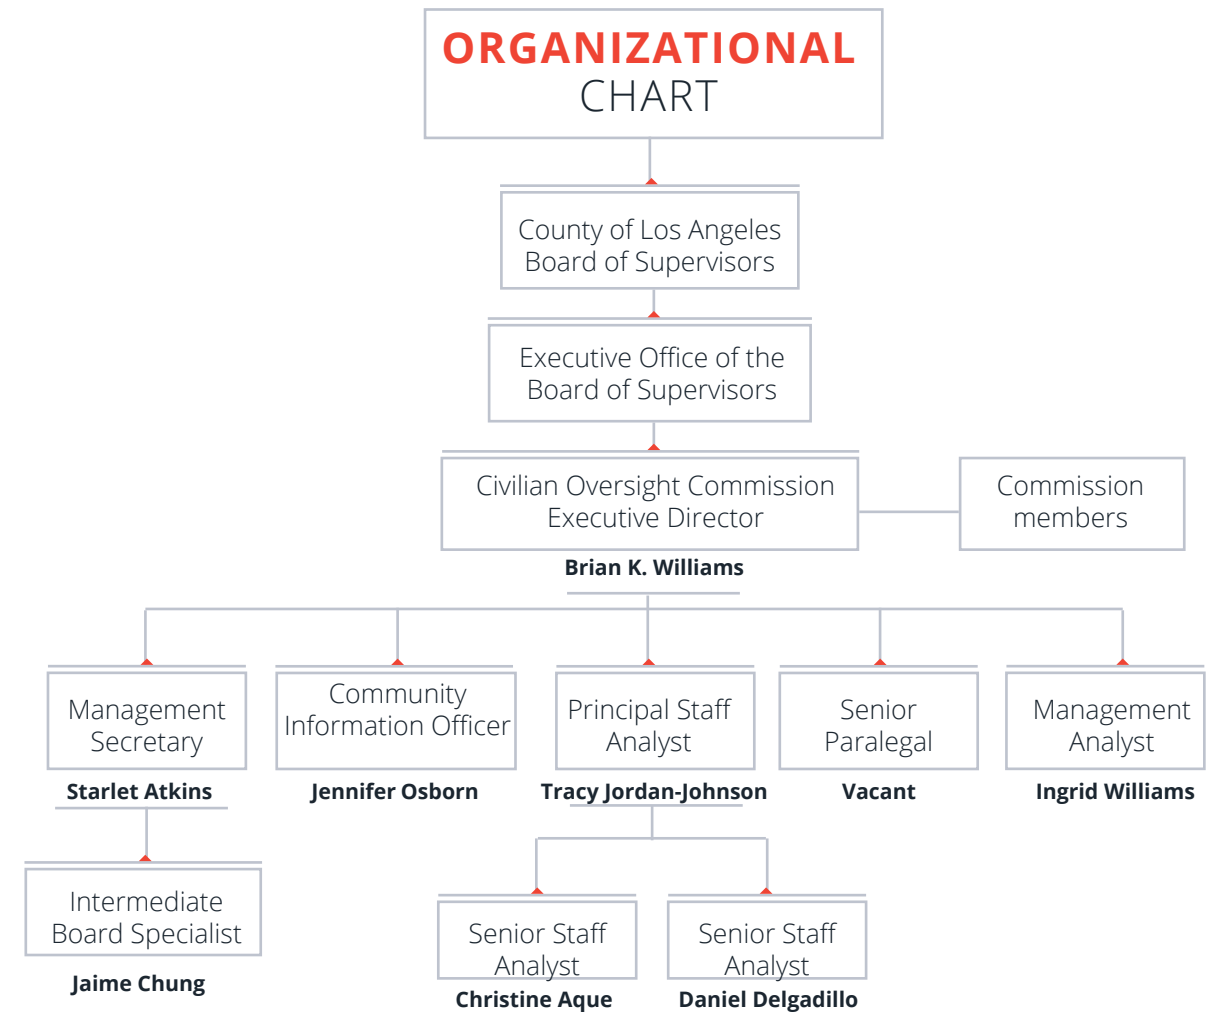 ORGANIZATIONAL
CHART
County of Los Angeles
Board of Supervisors
Executive Office of the
Board of Supervisors
Civilian Oversight Commission
Executive Director
Brian K. Williams
Commission
members
Management
Secretary
Starlet Atkins
Community
Information Officer
Jennifer Osborn
Principal Staff
Analyst
Tracy Jordan-Johnson
Senior
Paralegal
Vacant
Management
Analyst
Ingrid Williams
Intermediate
Board Specialist
Jaime Chung
Senior Staff
Analyst
Christine Aque
Senior Staff
Analyst
Daniel Delgadillo